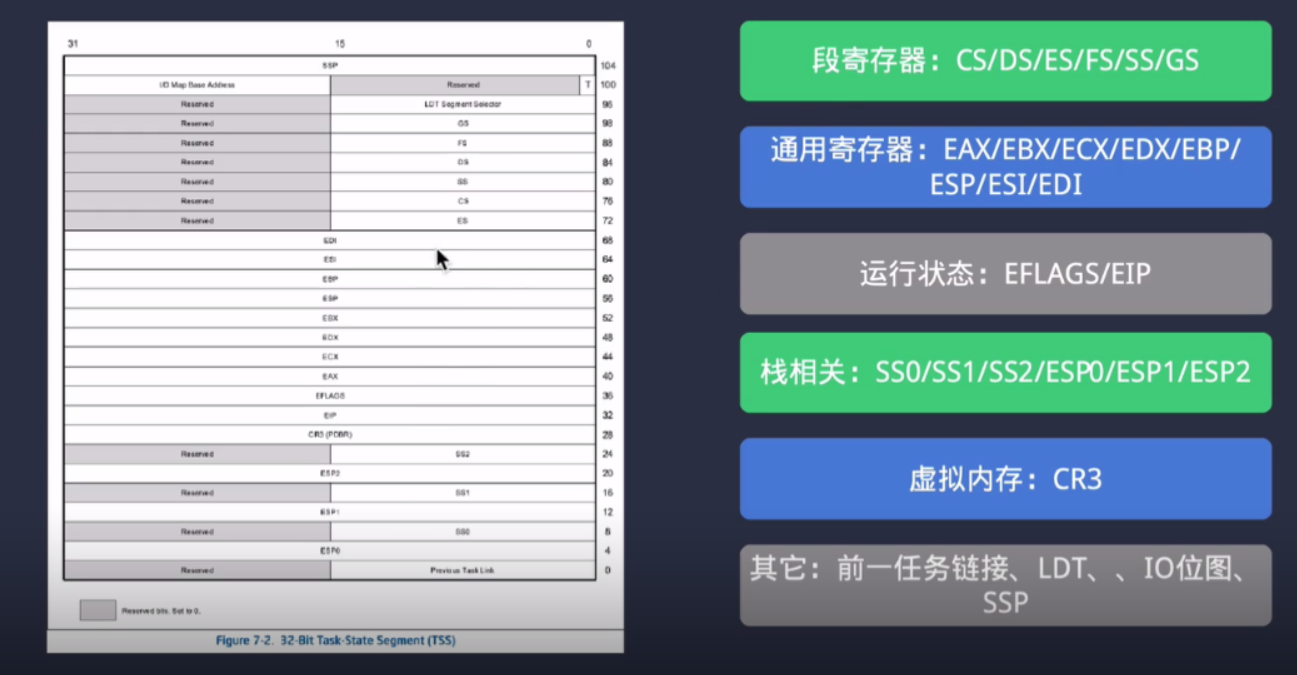 31 15 0
SSP 104
I/O Map Base Address Reserved T 100
Reserved LDT Segment Selector 96
Reserved GS 98
Reserved FS 88
Reserved DS 84
Reserved SS 80
Reserved CS 76
Reserved ES 72
EDI 68
ESI 64
EBP 60
ESP 56
EBX 52
EDX 48
ECX 44
EAX 40
EFLAGS 36
EIP 32
CR3 (PDBR) 28
Reserved SS2 24
ESP2 20
Reserved SS1 16
ESP1 12
Reserved SS0 8
ESP0 4
Reserved Previous Task Link 0
Reserved bits. Set to 0.
Figure 7-2. 32-Bit Task-State Segment (TSS)
段寄存器：CS/DS/ES/FS/SS/GS
通用寄存器：EAX/EBX/ECX/EDX/EBP/
ESP/ESI/EDI
运行状态：EFLAGS/EIP
栈相关：SS0/SS1/SS2/ESP0/ESP1/ESP2
虚拟内存：CR3
其它：前一任务链接、LDT、、IO位图、
SSP